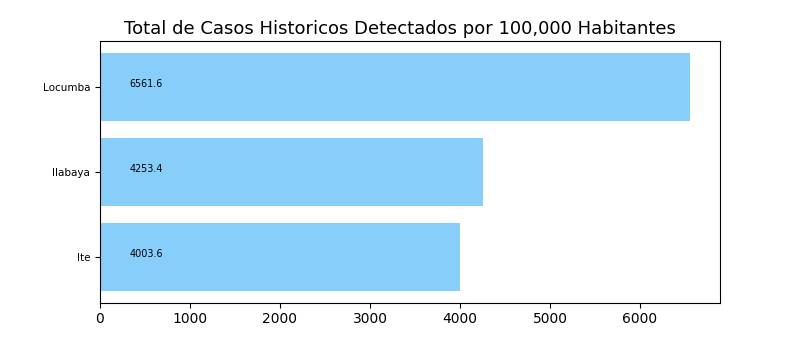 Total de Casos Historicos Detectados por 100,000 Habitantes
Locumba
6561.6
Ilabaya
4253.4
Ite
4003.6
0 1000 2000 3000 4000 5000 6000